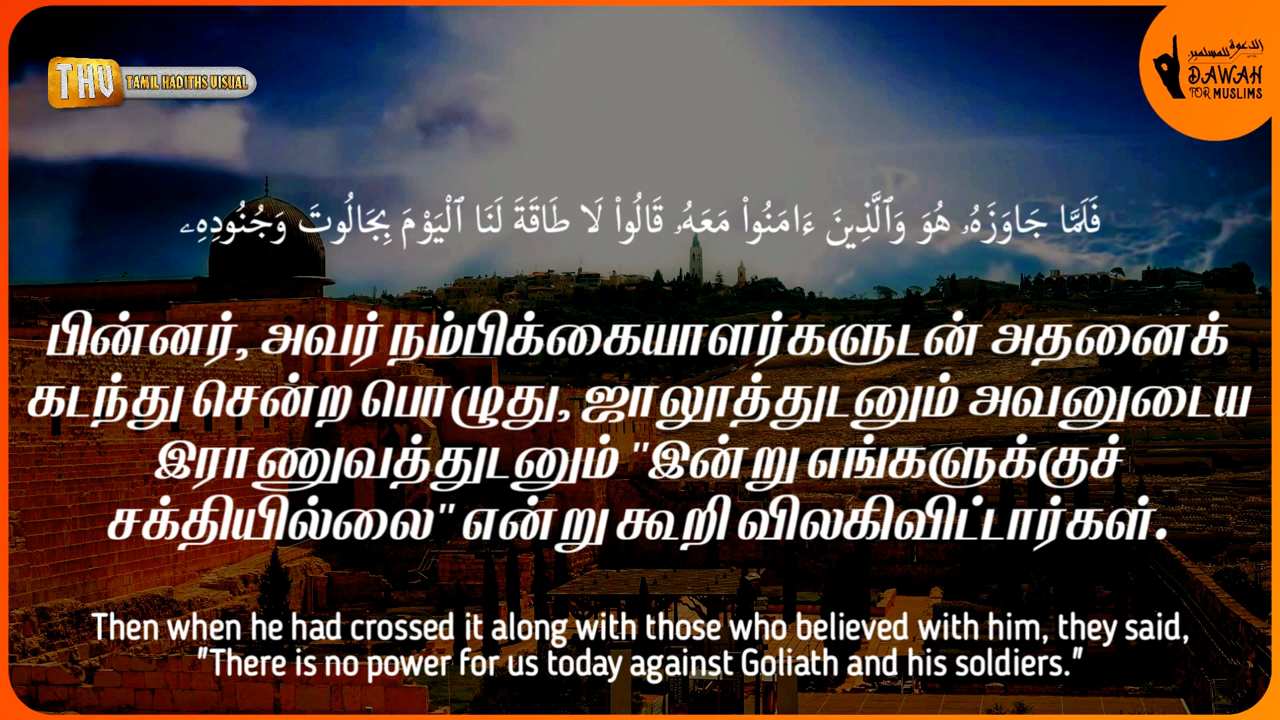 THV
TAMIL HADITHS VISUAL
الدعوة للمسلمين
DAWAH
FOR MUSLIMS
فَلَمَّا جَاوَزَهُۥ هُوَ وَٱلَّذِينَ ءَامَنُوا۟ مَعَهُۥ قَالُوا۟ لَا طَاقَةَ لَنَا ٱلْيَوْمَ بِجَالُوتَ وَجُنُودِهِۦ
பின்னர், அவர் நம்பிக்கையாளர்களுடன் அதனைக்
கடந்து சென்ற பொழுது, ஜாலூத்துடனும் அவனுடைய
இராணுவத்துடனும் "இன்று எங்களுக்குச்
சக்தியில்லை" என்று கூறி விலகிவிட்டார்கள்.
Then when he had crossed it along with those who believed with him, they said,
"There is no power for us today against Goliath and his soldiers."